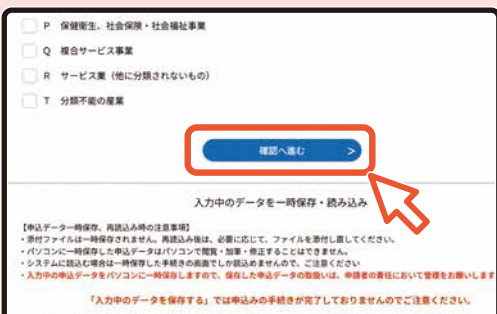 P 保健衛生、社会保険・社会福祉事業
Q 複合サービス事業
R サービス業（他に分類されないもの）
T 分類不能の産業
確認へ進む >
入力中のデータを一時保存・読み込み
【申込データ一時保存、再読込み時の注意事項】
・添付ファイルは一時保存されません。再読込み後は、必要に応じて、ファイルを添付し直してください。
・パソコンに一時保存した申込データはパソコンで閲覧・加筆・修正することはできません。
・システムに読込む場合は一時保存した手続きの画面でしか読込めませんので、ご注意ください
・入力中の申込データをパソコンに一時保存しますので、保存した申込データの取扱いは、申請者の責任において管理をお願いします
「入力中のデータを保存する」では申込みの手続きが完了しておりませんのでご注意ください。